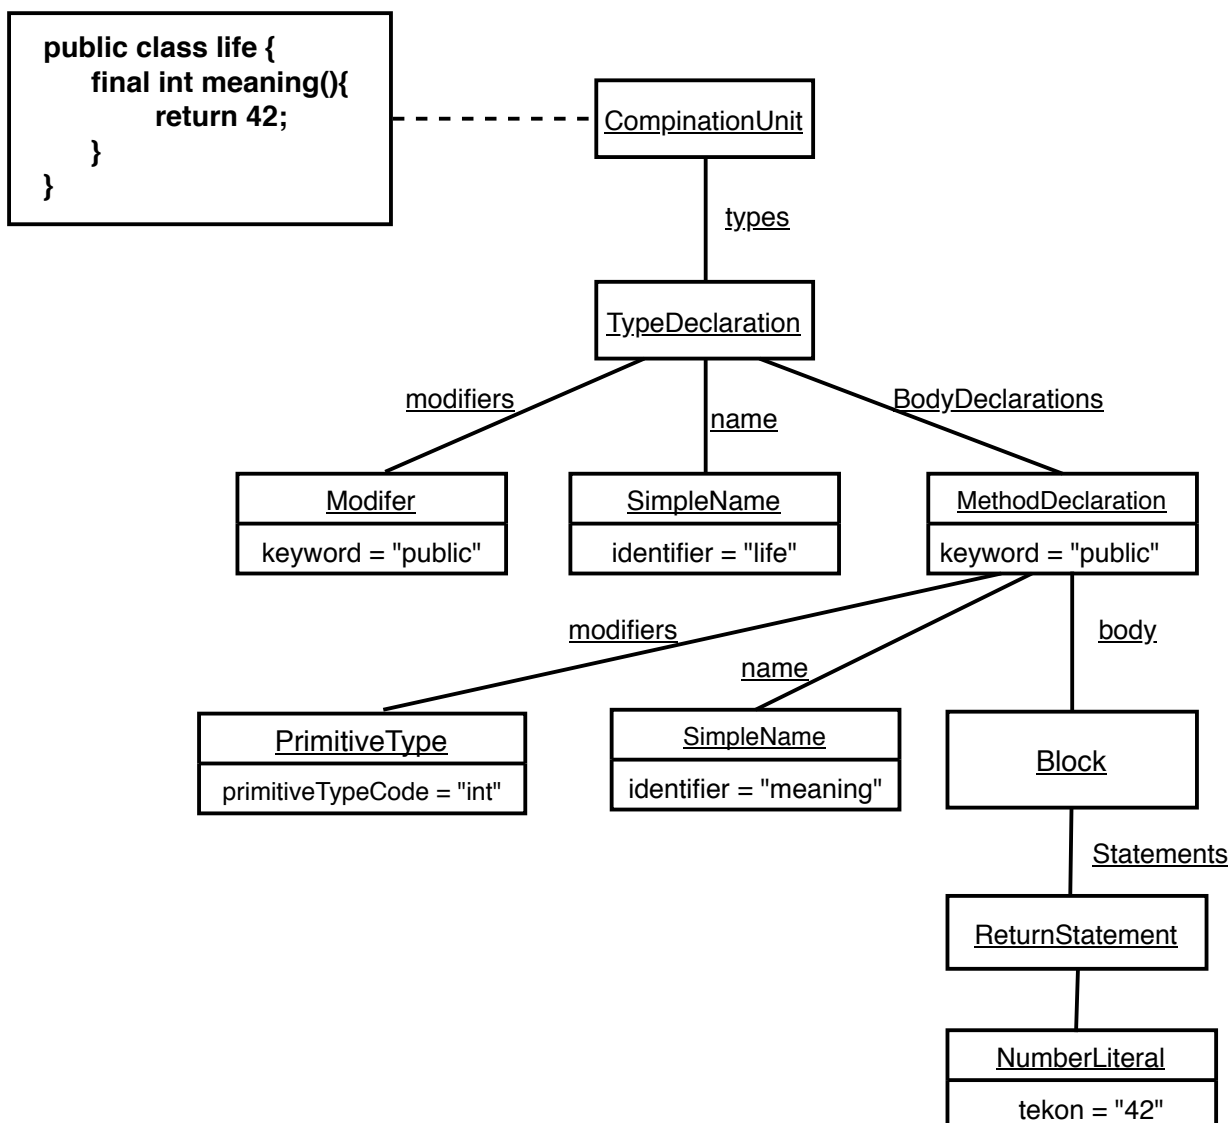 public class life {
final int meaning(){
return 42;
}
}
CompinationUnit
types
TypeDeclaration
modifiers
name
BodyDeclarations
Modifer
keyword = "public"
SimpleName
identifier = "life"
MethodDeclaration
keyword = "public"
modifiers
name
body
PrimitiveType
primitiveTypeCode = "int"
SimpleName
identifier = "meaning"
Block
Statements
ReturnStatement
NumberLiteral
tekon = "42"